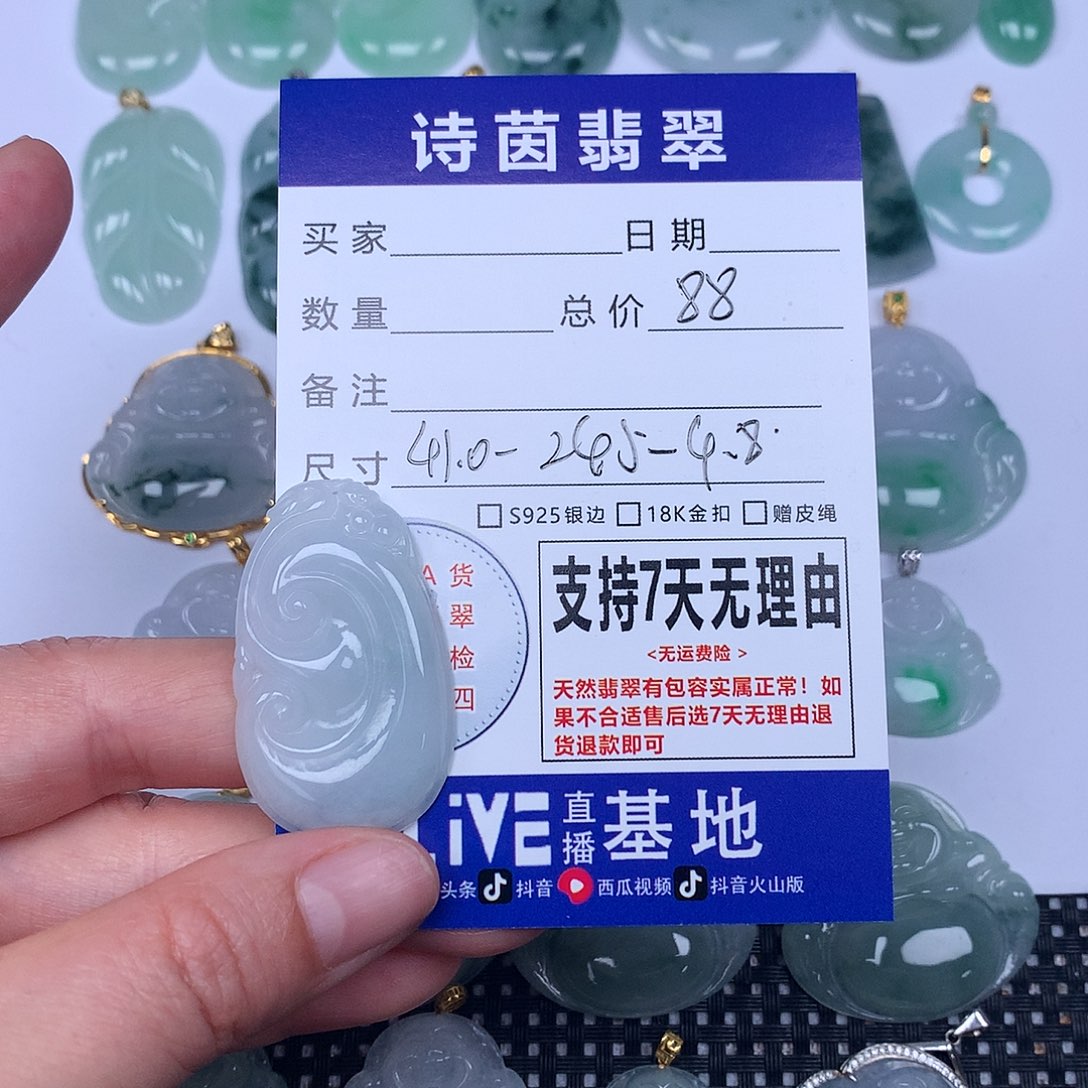 诗茵翡翠
买家 日期
数量 总价 88
备注
尺寸 41.0-24.5-4.8
S925银边 18K金扣 赠皮绳
A货
翠
检
四
支持7天无理由
<无运费险>
天然翡翠有包容实属正常！如
果不合适售后选7天无理由退
货退款即可
LiVE 直播 基地
头条 抖音 西瓜视频 抖音火山版